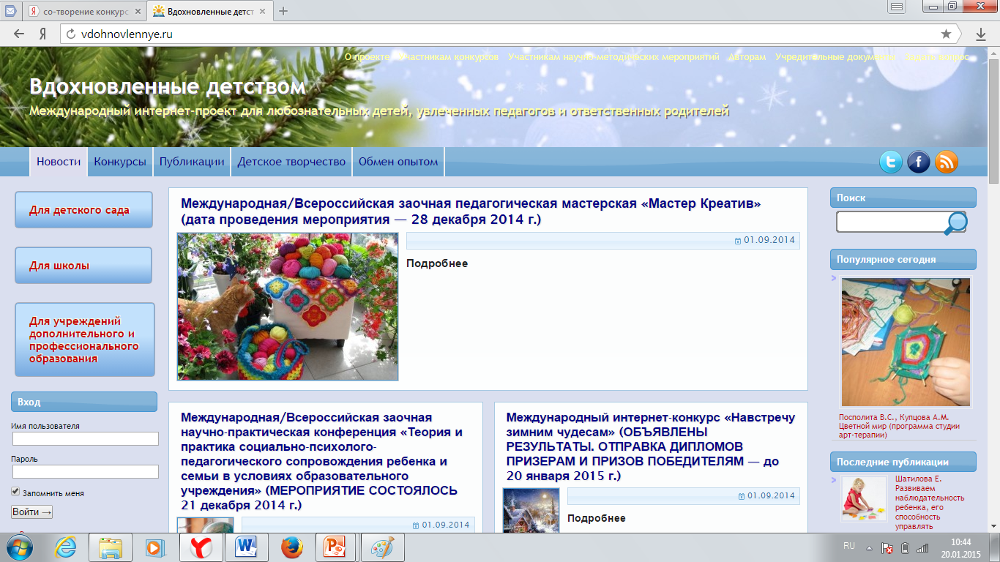 со-творение конкурс
Вдохновленные детст
vdohnovlennye.ru
О проекте Участникам конкурсов Участникам научно-методических мероприятий Авторам Учредительные документы Задать вопрос
Вдохновленные детством
Международный интернет-проект для любознательных детей, увлеченных педагогов и ответственных родителей
Новости Конкурсы Публикации Детское творчество Обмен опытом
Для детского сада
Для школы
Для учреждений
дополнительного и
профессионального
образования
Вход
Имя пользователя
Пароль
Запомнить меня
Войти →
Международная/Всероссийская заочная педагогическая мастерская «Мастер Креатив»
(дата проведения мероприятия — 28 декабря 2014 г.)
01.09.2014
Подробнее
Международная/Всероссийская заочная
научно-практическая конференция «Теория и
практика социально-психолого-
педагогического сопровождения ребенка и
семьи в условиях образовательного
учреждения» (МЕРОПРИЯТИЕ СОСТОЯЛОСЬ
21 декабря 2014 г.)
01.09.2014
Международный интернет-конкурс «Навстречу
зимним чудесам» (ОБЪЯВЛЕНЫ
РЕЗУЛЬТАТЫ. ОТПРАВКА ДИПЛОМОВ
ПРИЗЕРАМ И ПРИЗОВ ПОБЕДИТЕЛЯМ — до
20 января 2015 г.)
01.09.2014
Подробнее
Поиск
Популярное сегодня
Посполита В.С., Купцова А.М.
Цветной мир (программа студии
арт-терапии)
Последние публикации
Шатилова Е.
Развиваем
наблюдательность
ребенка, его
способность
управлять
RU
10:44
20.01.2015